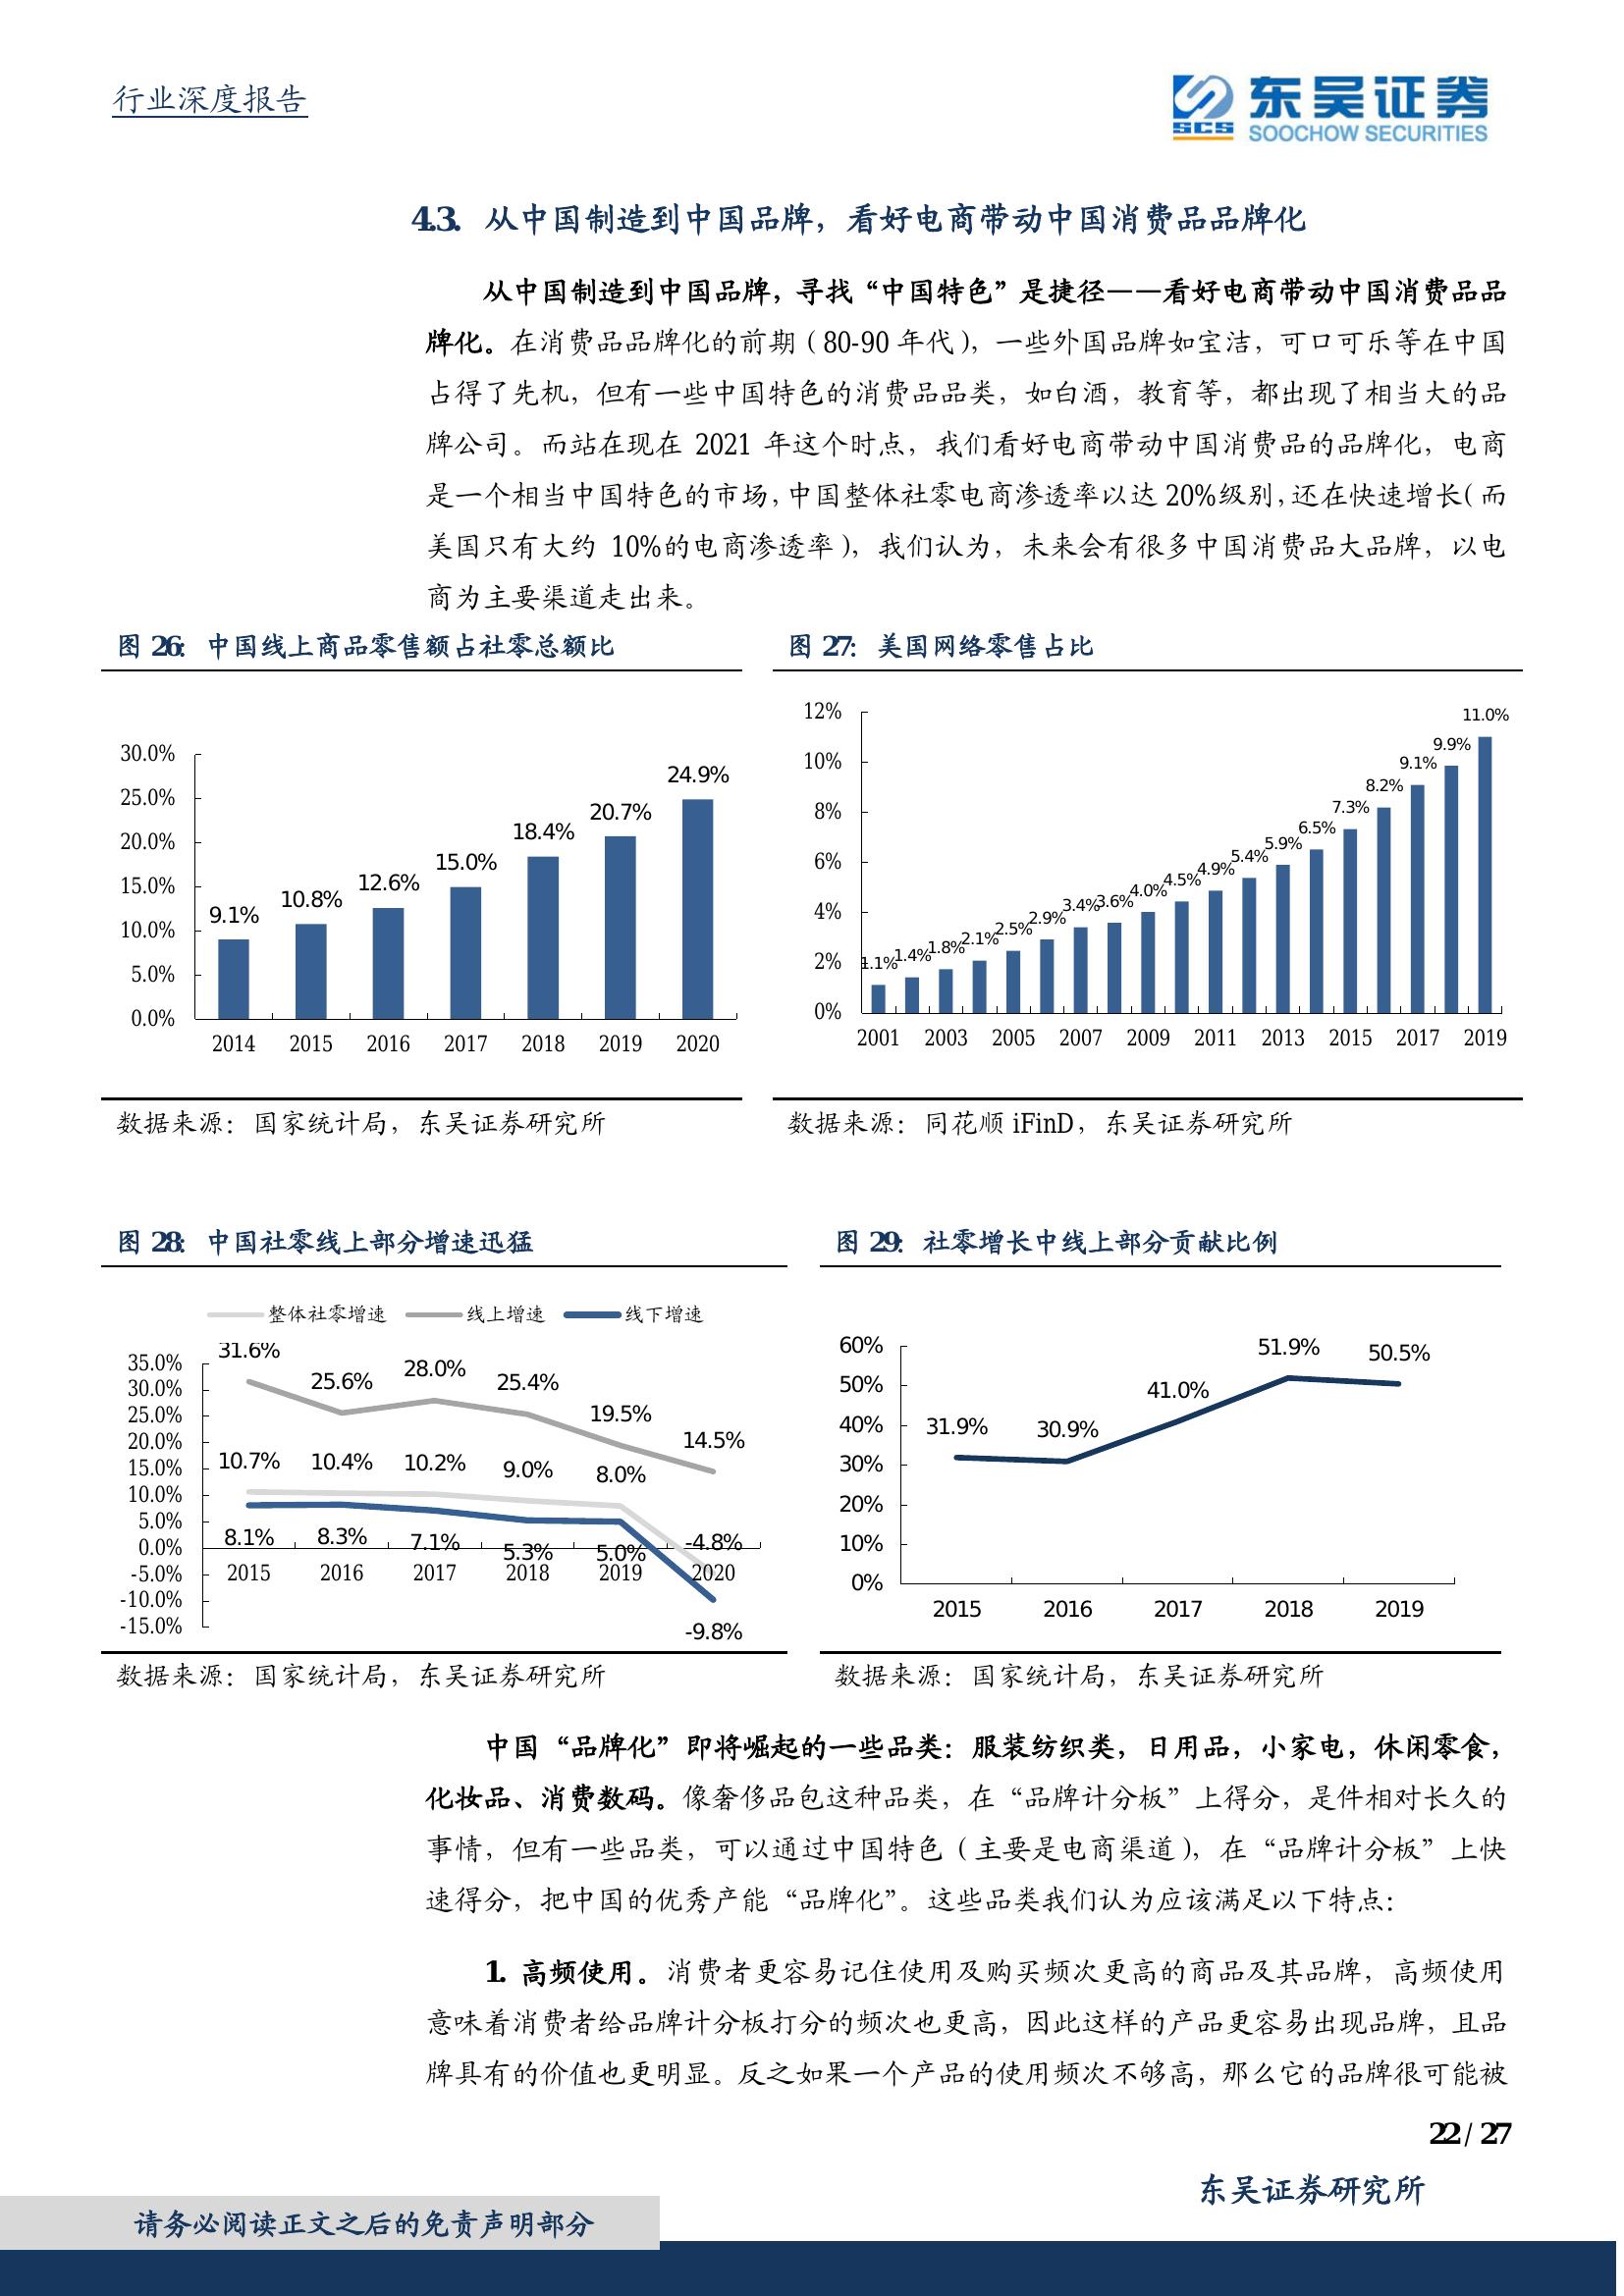 行业深度报告
东吴证券
SCS
SOOCHOW SECURITIES
4.3. 从中国制造到中国品牌，看好电商带动中国消费品品牌化
从中国制造到中国品牌，寻找“中国特色”是捷径——看好电商带动中国消费品品
牌化。在消费品品牌化的前期（80-90 年代），一些外国品牌如宝洁，可口可乐等在中国
占得了先机，但有一些中国特色的消费品品类，如白酒，教育等，都出现了相当大的品
牌公司。而站在现在 2021 年这个时点，我们看好电商带动中国消费品的品牌化，电商
是一个相当中国特色的市场，中国整体社零电商渗透率以达 20%级别，还在快速增长（而
美国只有大约 10%的电商渗透率），我们认为，未来会有很多中国消费品大品牌，以电
商为主要渠道走出来。
图 26： 中国线上商品零售额占社零总额比
30.0%
25.0%
20.0%
15.0%
10.0%
5.0%
0.0%
9.1% 10.8% 12.6% 15.0% 18.4% 20.7% 24.9%
2014 2015 2016 2017 2018 2019 2020
数据来源：国家统计局，东吴证券研究所
图 27： 美国网络零售占比
12%
10%
8%
6%
4%
2%
0%
1.1% 1.4% 1.8% 2.1% 2.5% 2.9% 3.4% 3.6% 4.0% 4.5% 4.9% 5.4% 5.9% 6.5% 7.3% 8.2% 9.1% 9.9% 11.0%
2001 2003 2005 2007 2009 2011 2013 2015 2017 2019
数据来源：同花顺 iFinD，东吴证券研究所
图 28： 中国社零线上部分增速迅猛
整体社零增速 线上增速 线下增速
35.0%
30.0%
25.0%
20.0%
15.0%
10.0%
5.0%
0.0%
-5.0%
-10.0%
-15.0%
31.6% 25.6% 28.0% 25.4% 19.5% 14.5%
10.7% 10.4% 10.2% 9.0% 8.0% -4.8%
8.1% 8.3% 7.1% 5.3% 5.0% -9.8%
2015 2016 2017 2018 2019 2020
数据来源：国家统计局，东吴证券研究所
图 29： 社零增长中线上部分贡献比例
60%
50%
40%
30%
20%
10%
0%
31.9% 30.9% 41.0% 51.9% 50.5%
2015 2016 2017 2018 2019
数据来源：国家统计局，东吴证券研究所
中国“品牌化”即将崛起的一些品类：服装纺织类，日用品，小家电，休闲零食，
化妆品、消费数码。像奢侈品包这种品类，在“品牌计分板”上得分，是件相对长久的
事情，但有一些品类，可以通过中国特色（主要是电商渠道），在“品牌计分板”上快
速得分，把中国的优秀产能“品牌化”。这些品类我们认为应该满足以下特点：
1. 高频使用。消费者更容易记住使用及购买频次更高的商品及其品牌，高频使用
意味着消费者给品牌计分板打分的频次也更高，因此这样的产品更容易出现品牌，且品
牌具有的价值也更明显。反之如果一个产品的使用频次不够高，那么它的品牌很可能被
22 / 27
东吴证券研究所
请务必阅读正文之后的免责声明部分